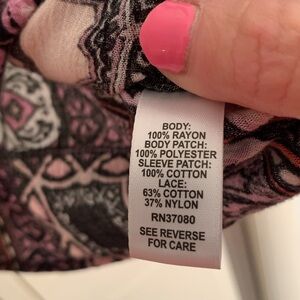 BODY:
100% RAYON
BODY PATCH:
100% POLYESTER
SLEEVE PATCH:
100% COTTON
LACE:
63% COTTON
37% NYLON
RN37080
SEE REVERSE
FOR CARE